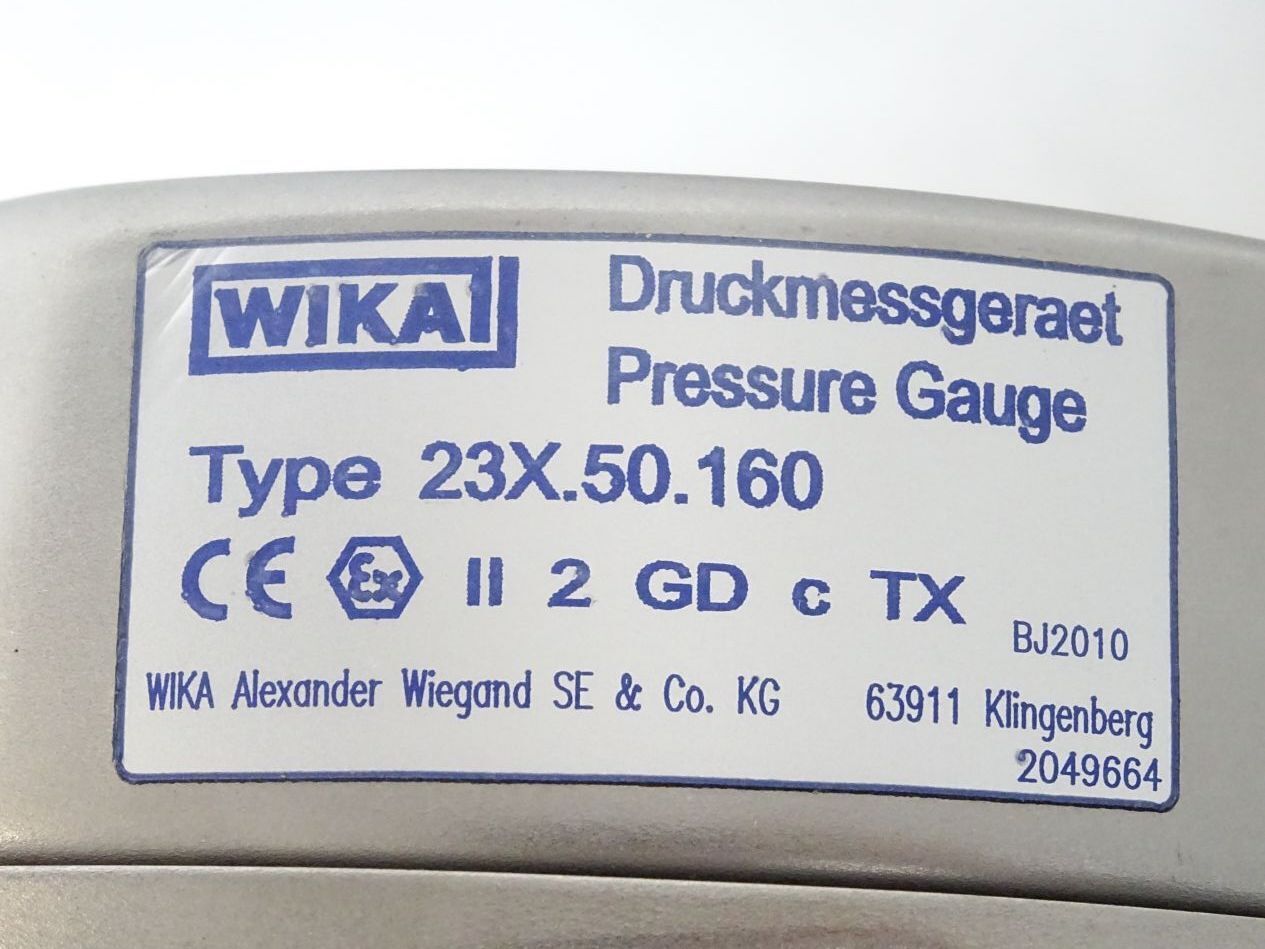 WIKA
Druckmessgeraet
Pressure Gauge
Type 23X.50.160
CE Ex II 2 GD c TX
BJ2010
WIKA Alexander Wiegand SE & Co. KG 63911 Klingenberg
2049664